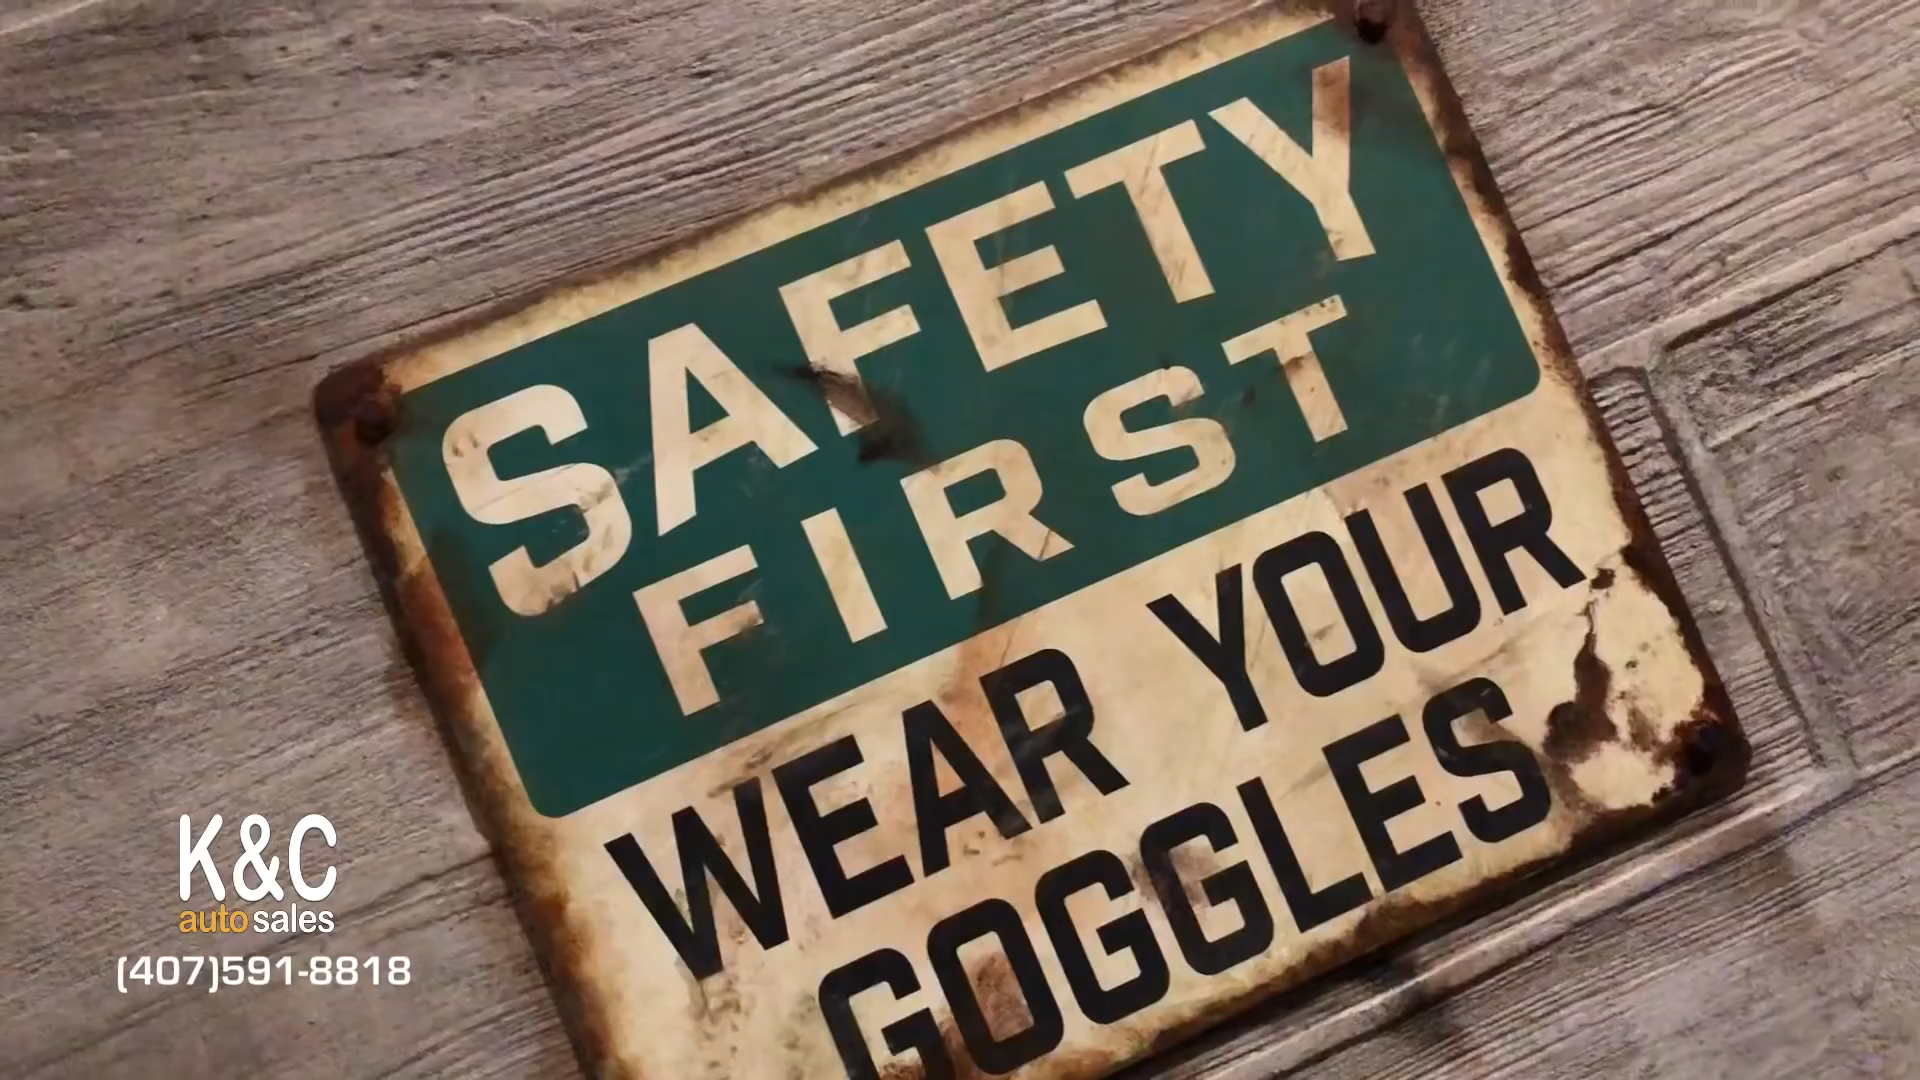 SAFETY
FIRST
WEAR YOUR
GOGGLES
K&C
auto sales
(407)591-8818